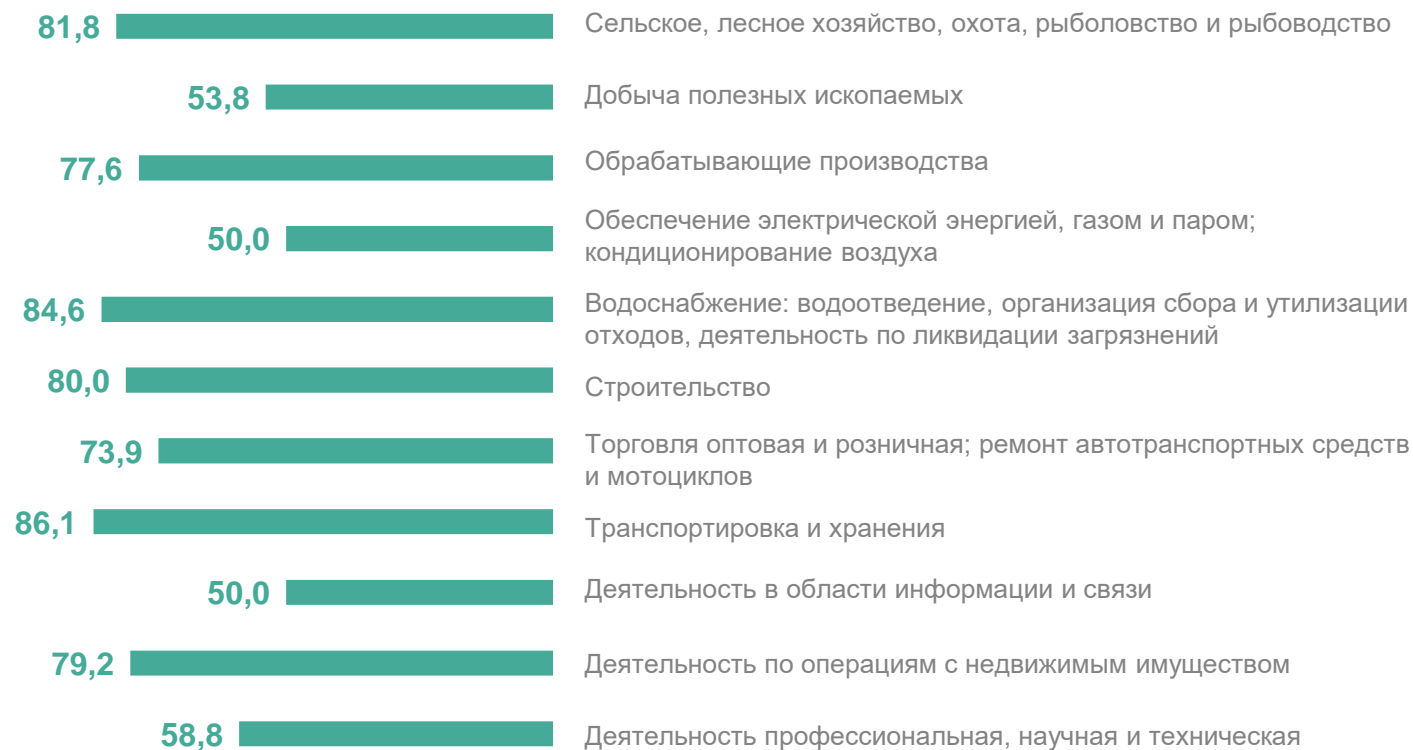 81,8 Сельское, лесное хозяйство, охота, рыболовство и рыбоводство
53,8 Добыча полезных ископаемых
77,6 Обрабатывающие производства
50,0 Обеспечение электрической энергией, газом и паром;
кондиционирование воздуха
84,6 Водоснабжение: водоотведение, организация сбора и утилизации
отходов, деятельность по ликвидации загрязнений
80,0 Строительство
73,9 Торговля оптовая и розничная; ремонт автотранспортных средств
и мотоциклов
86,1 Транспортировка и хранения
50,0 Деятельность в области информации и связи
79,2 Деятельность по операциям с недвижимым имуществом
58,8 Деятельность профессиональная, научная и техническая